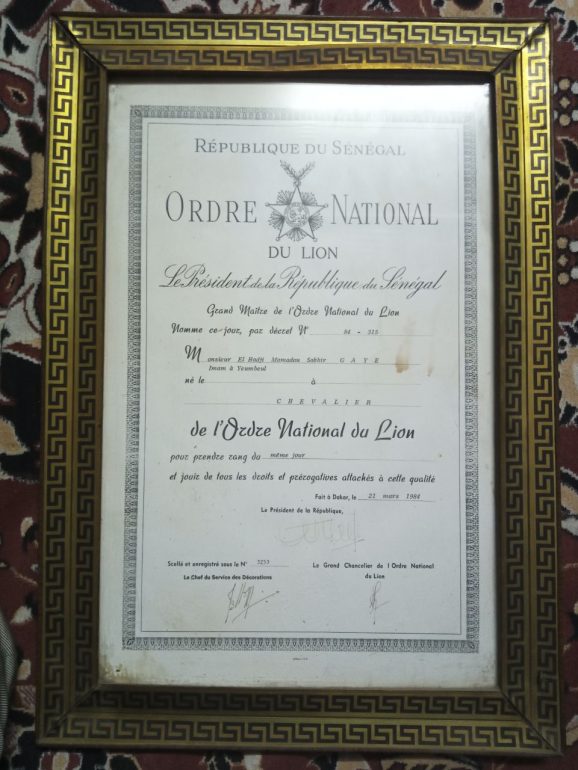 RÉPUBLIQUE DU SÉNÉGAL
ORDRE NATIONAL
DU LION
Le Président de la République du Sénégal
Grand Maître de l'Ordre National du Lion
Nomme ce jour, par décret N° 84 - 315
Monsieur El Hadji Mamadou Sakhir GAYE
Imam à Yeumbeul
né le à
CHEVALIER
de l'Ordre National du Lion
pour prendre rang du même jour
et jouir de tous les droits et prérogatives attachés à cette qualité
Fait à Dakar, le 21 mars 1984
Le Président de la République,
Scellé et enregistré sous le N° 3253
Le Grand Chancelier de l'Ordre National
du Lion
Le Chef du Service des Décorations